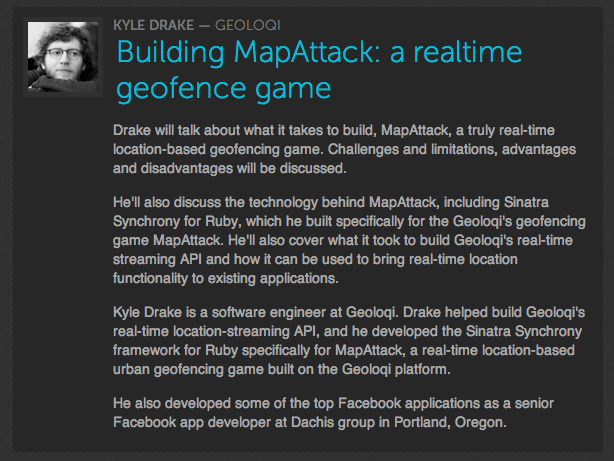 KYLE DRAKE — GEOLOQI
Building MapAttack: a realtime
geofence game
Drake will talk about what it takes to build, MapAttack, a truly real-time
location-based geofencing game. Challenges and limitations, advantages
and disadvantages will be discussed.
He'll also discuss the technology behind MapAttack, including Sinatra
Synchrony for Ruby, which he built specifically for the Geoloqi's geofencing
game MapAttack. He'll also cover what it took to build Geoloqi's real-time
streaming API and how it can be used to bring real-time location
functionality to existing applications.
Kyle Drake is a software engineer at Geoloqi. Drake helped build Geoloqi's
real-time location-streaming API, and he developed the Sinatra Synchrony
framework for Ruby specifically for MapAttack, a real-time location-based
urban geofencing game built on the Geoloqi platform.
He also developed some of the top Facebook applications as a senior
Facebook app developer at Dachis group in Portland, Oregon.